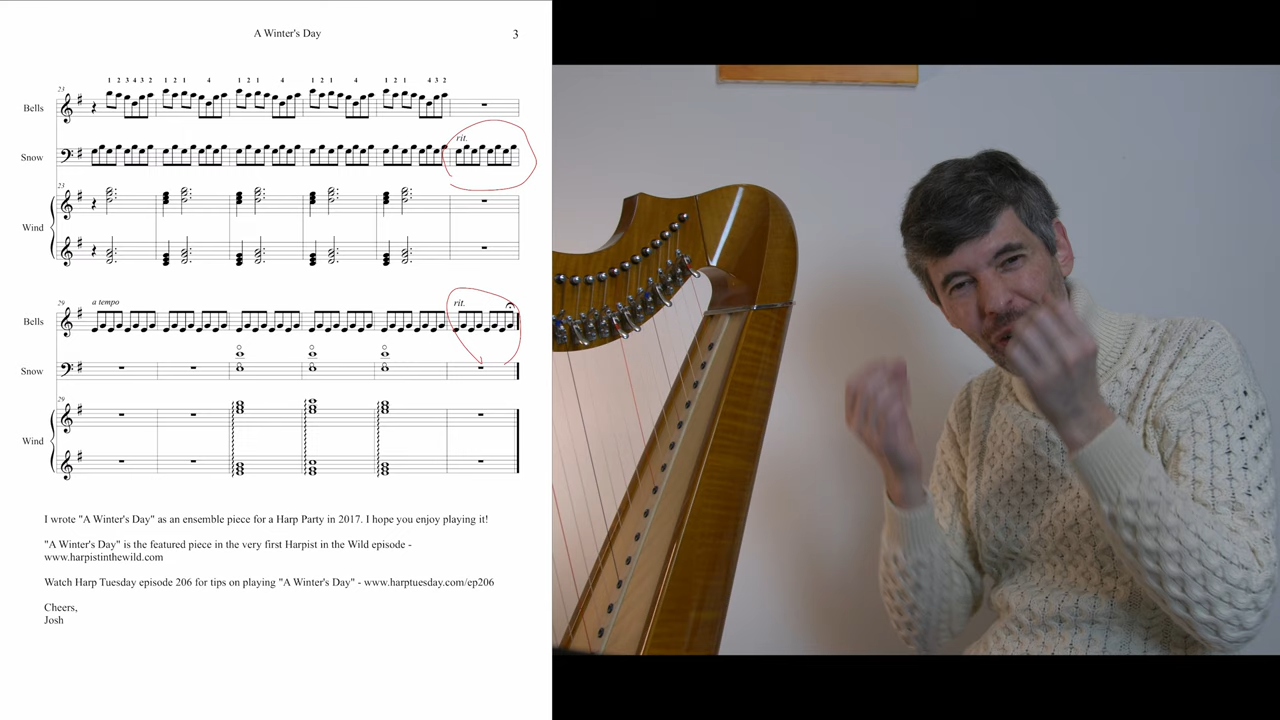 A Winter's Day
3
1 2 3 4 3 2 1 2 1 4 1 2 1 4 1 2 1 4 1 2 1 4 3 2
23
Bells
rit.
Snow
23
Wind
29
a tempo
rit.
Bells
Snow
29
Wind
I wrote "A Winter's Day" as an ensemble piece for a Harp Party in 2017. I hope you enjoy playing it!
"A Winter's Day" is the featured piece in the very first Harpist in the Wild episode -
www.harpistinthewild.com
Watch Harp Tuesday episode 206 for tips on playing "A Winter's Day" - www.harptuesday.com/ep206
Cheers,
Josh